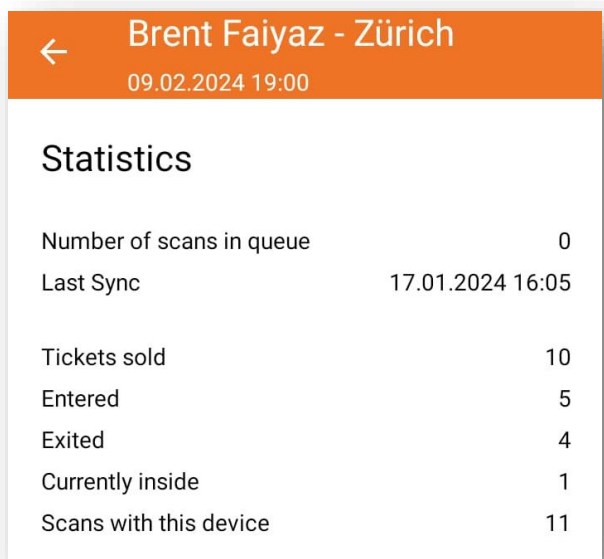 Brent Faiyaz - Zürich
09.02.2024 19:00
Statistics
Number of scans in queue 0
Last Sync 17.01.2024 16:05
Tickets sold 10
Entered 5
Exited 4
Currently inside 1
Scans with this device 11